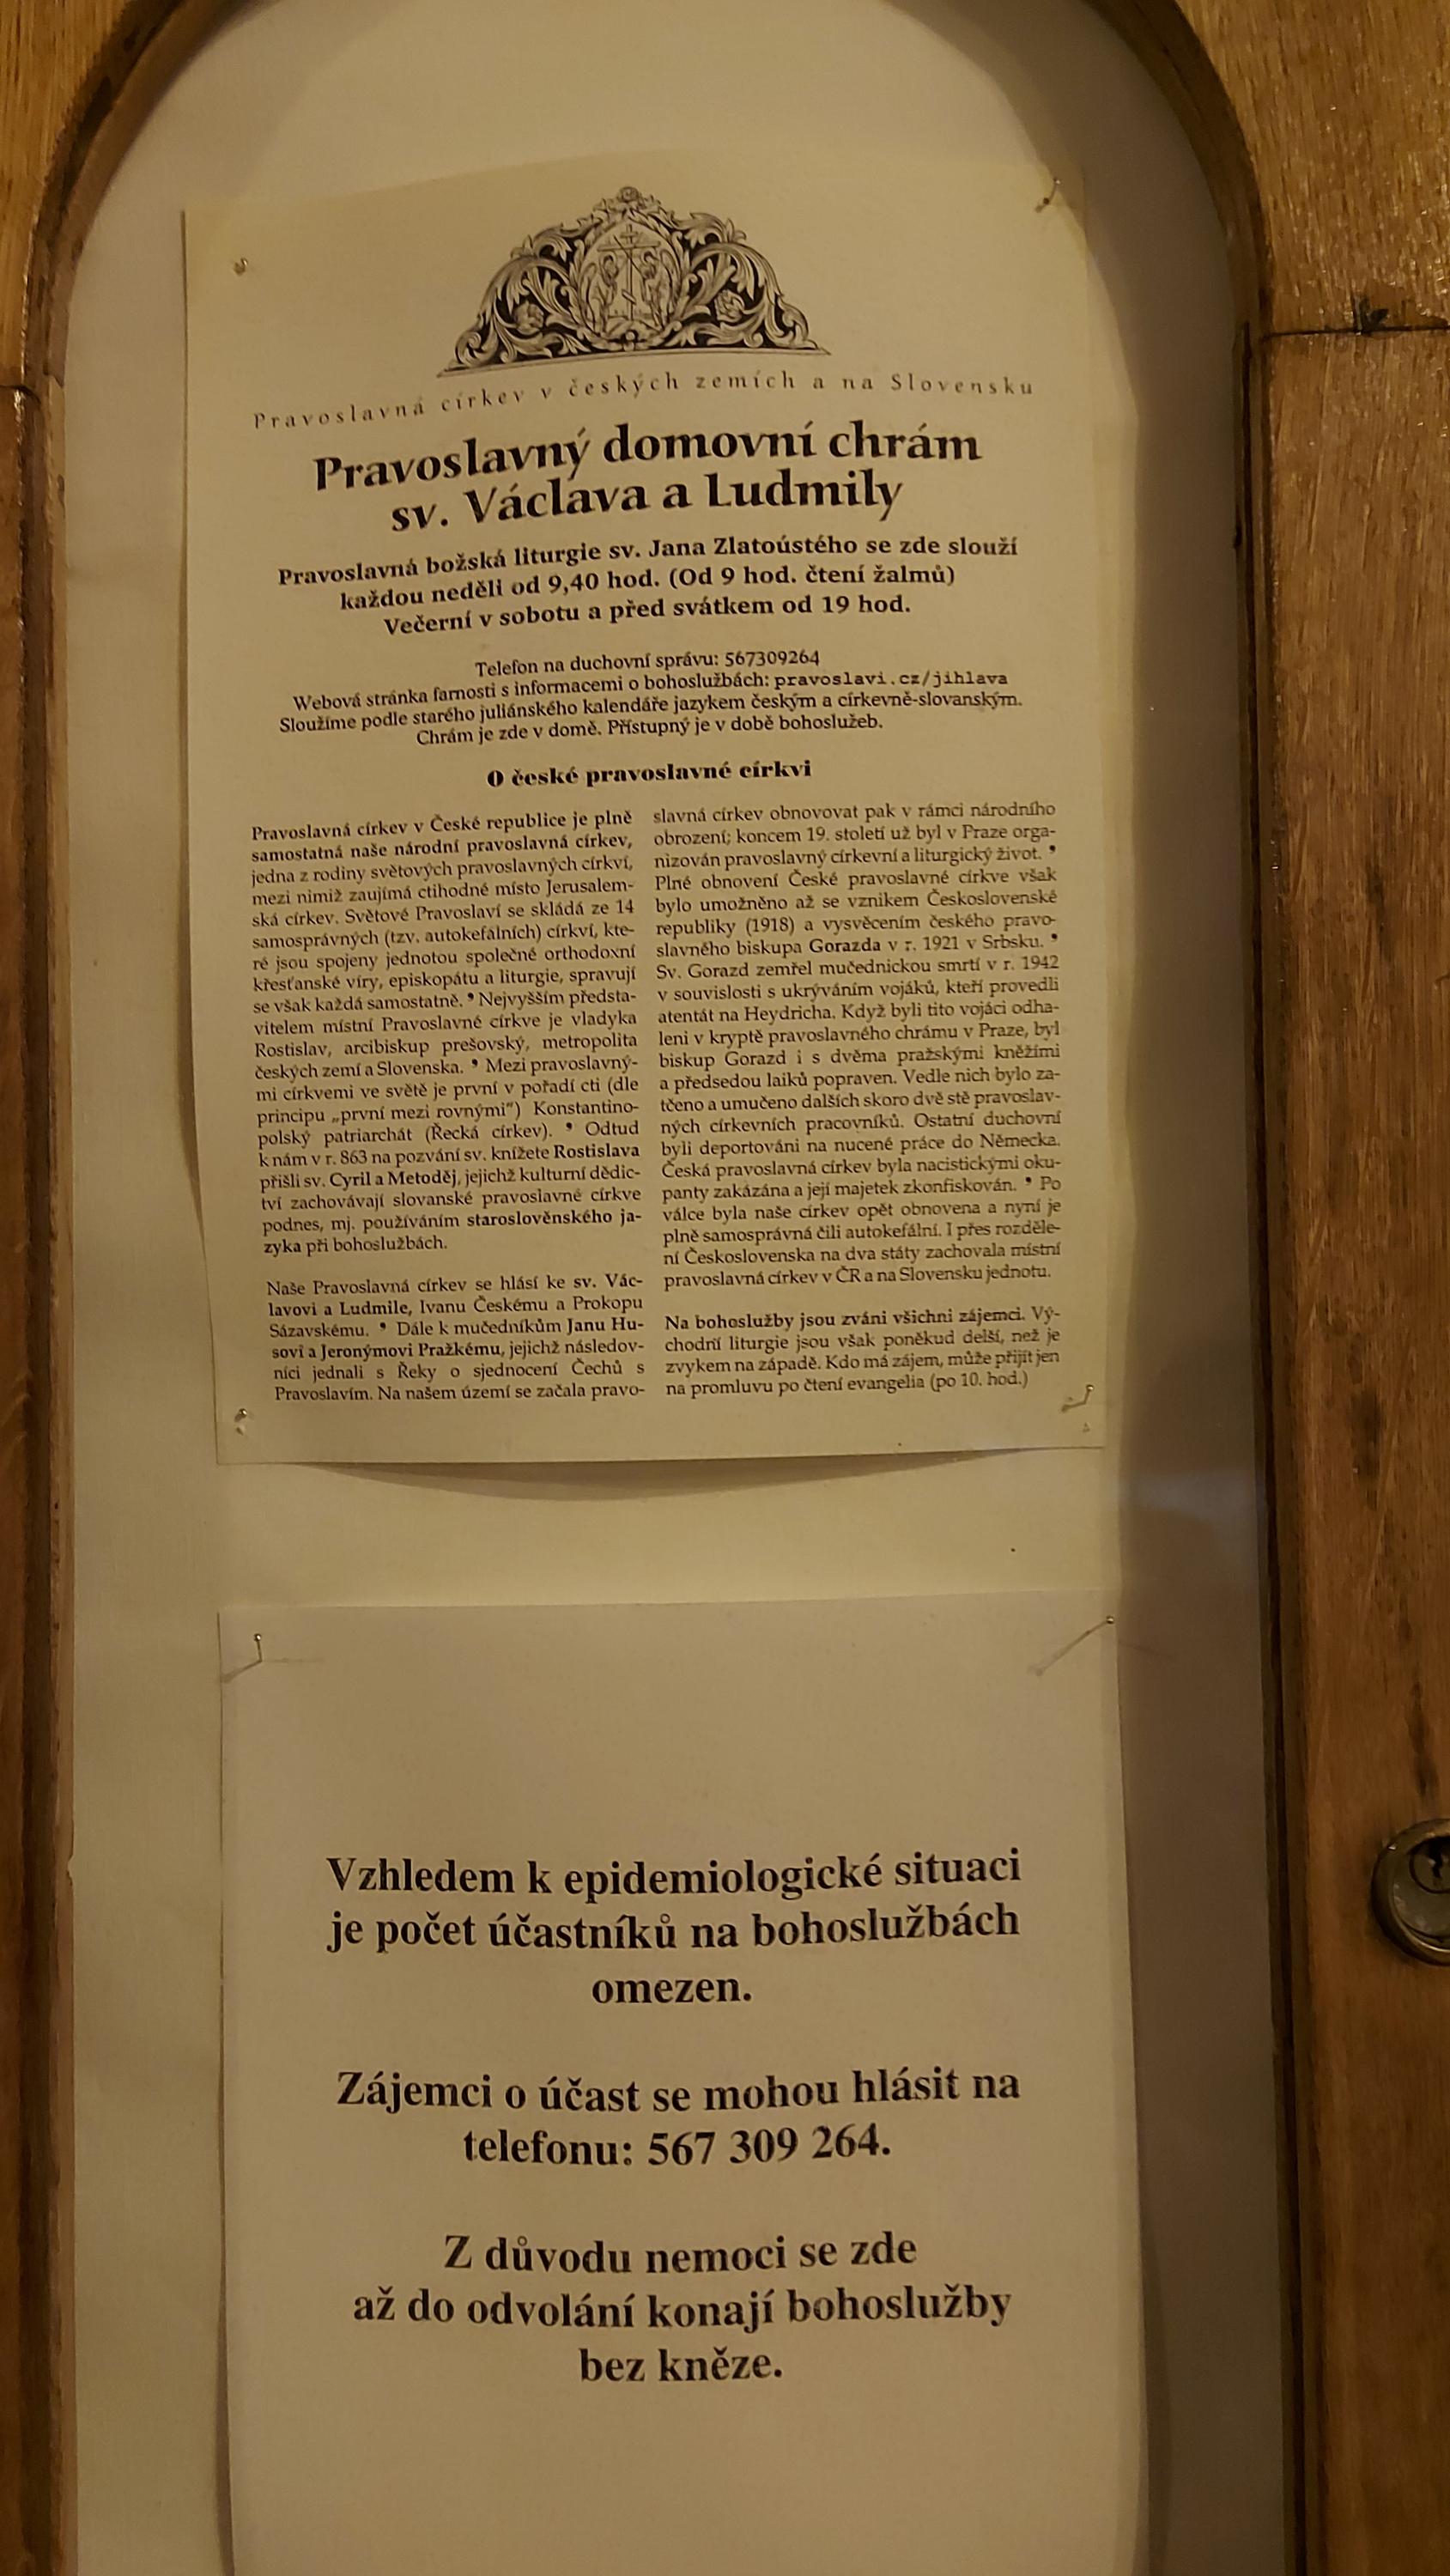 Pravoslavná církev v českých zemích a na Slovensku
Pravoslavný domovní chrám
sv. Václava a Ludmily
Pravoslavná božská liturgie sv. Jana Zlatoústého se zde slouží
každou neděli od 9,40 hod. (Od 9 hod. čtení žalmů)
Večerní v sobotu a před svátkem od 19 hod.
Telefon na duchovní správu: 567309264
Webová stránka farnosti s informacemi o bohoslužbách: pravoslavi.cz/jihlava
Sloužíme podle starého juliánského kalendáře jazykem českým a církevně-slovanským.
Chrám je zde v domě. Přístupný je v době bohoslužeb.
O české pravoslavné církvi
Pravoslavná církev v České republice je plně
samostatná naše národní pravoslavná církev,
jedna z rodiny světových pravoslavných církví,
mezi nimiž zaujímá ctihodné místo Jerusalem-
ská církev. Světové Pravoslaví se skládá ze 14
samosprávných (tzv. autokefálních) církví, kte-
ré jsou spojeny jednotou společné orthodoxní
křesťanské víry, episkopátu a liturgie, spravují
se však každá samostatně. ❜ Nejvyšším předsta-
vitelem místní Pravoslavné církve je vladyka
Rostislav, arcibiskup prešovský, metropolita
českých zemí a Slovenska. ❜ Mezi pravoslavný-
mi církvemi ve světě je první v pořadí cti (dle
principu „první mezi rovnými“) Konstantino-
polský patriarchát (Řecká církev). ❜ Odtud
k nám v r. 863 na pozvání sv. knížete Rostislava
přišli sv. Cyril a Metoděj, jejichž kulturní dědic-
tví zachovávají slovanské pravoslavné církve
podnes, mj. používáním staroslověnského ja-
zyka při bohoslužbách.
Naše Pravoslavná církev se hlásí ke sv. Vác-
lavovi a Ludmile, Ivanu Českému a Prokopu
Sázavskému. ❜ Dále k mučedníkům Janu Hu-
sovi a Jeronýmovi Pražkému, jejichž následov-
níci jednali s Řeky o sjednocení Čechů s
Pravoslavím. Na našem území se začala pravo-
slavná církev obnovovat pak v rámci národního
obrození; koncem 19. století už byl v Praze orga-
nizován pravoslavný církevní a liturgický život. ❜
Plné obnovení České pravoslavné církve však
bylo umožněno až se vznikem Československé
republiky (1918) a vysvěcením českého pravo-
slavného biskupa Gorazda v r. 1921 v Srbsku. ❜
Sv. Gorazd zemřel mučednickou smrtí v r. 1942
v souvislosti s ukrýváním vojáků, kteří provedli
atentát na Heydricha. Když byli tito vojáci odha-
leni v kryptě pravoslavného chrámu v Praze, byl
biskup Gorazd i s dvěma pražskými kněžími
a předsedou laiků popraven. Vedle nich bylo za-
tčeno a umučeno dalších skoro dvě stě pravoslav-
ných církevních pracovníků. Ostatní duchovní
byli deportováni na nucené práce do Německa.
Česká pravoslavná církev byla nacistickými oku-
panty zakázána a její majetek zkonfiskován. ❜ Po
válce byla naše církev opět obnovena a nyní je
plně samosprávná čili autokefální. I přes rozděle-
ní Československa na dva státy zachovala místní
pravoslavná církev v ČR a na Slovensku jednotu.
Na bohoslužby jsou zváni všichni zájemci. Vý-
chodní liturgie jsou však poněkud delší, než je
zvykem na západě. Kdo má zájem, může přijít jen
na promluvu po čtení evangelia (po 10. hod.)
Vzhledem k epidemiologické situaci
je počet účastníků na bohoslužbách
omezen.
Zájemci o účast se mohou hlásit na
telefonu: 567 309 264.
Z důvodu nemoci se zde
až do odvolání konají bohoslužby
bez kněze.